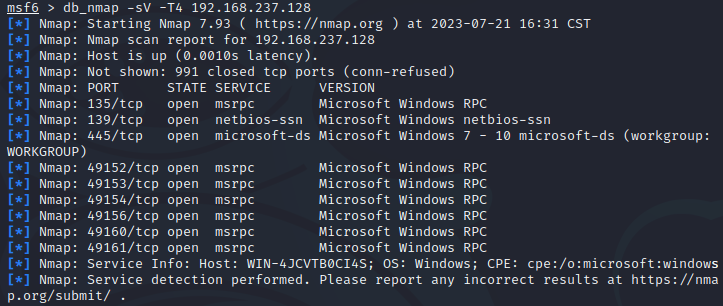 msf6 > db_nmap -sV -T4 192.168.237.128
[*] Nmap: Starting Nmap 7.93 ( https://nmap.org ) at 2023-07-21 16:31 CST
[*] Nmap: Nmap scan report for 192.168.237.128
[*] Nmap: Host is up (0.0010s latency).
[*] Nmap: Not shown: 991 closed tcp ports (conn-refused)
[*] Nmap: PORT      STATE SERVICE      VERSION
[*] Nmap: 135/tcp   open  msrpc        Microsoft Windows RPC
[*] Nmap: 139/tcp   open  netbios-ssn  Microsoft Windows netbios-ssn
[*] Nmap: 445/tcp   open  microsoft-ds Microsoft Windows 7 - 10 microsoft-ds (workgroup:
WORKGROUP)
[*] Nmap: 49152/tcp open  msrpc        Microsoft Windows RPC
[*] Nmap: 49153/tcp open  msrpc        Microsoft Windows RPC
[*] Nmap: 49154/tcp open  msrpc        Microsoft Windows RPC
[*] Nmap: 49156/tcp open  msrpc        Microsoft Windows RPC
[*] Nmap: 49160/tcp open  msrpc        Microsoft Windows RPC
[*] Nmap: 49161/tcp open  msrpc        Microsoft Windows RPC
[*] Nmap: Service Info: Host: WIN-4JCVTB0CI4S; OS: Windows; CPE: cpe:/o:microsoft:windows
[*] Nmap: Service detection performed. Please report any incorrect results at https://nma
p.org/submit/ .